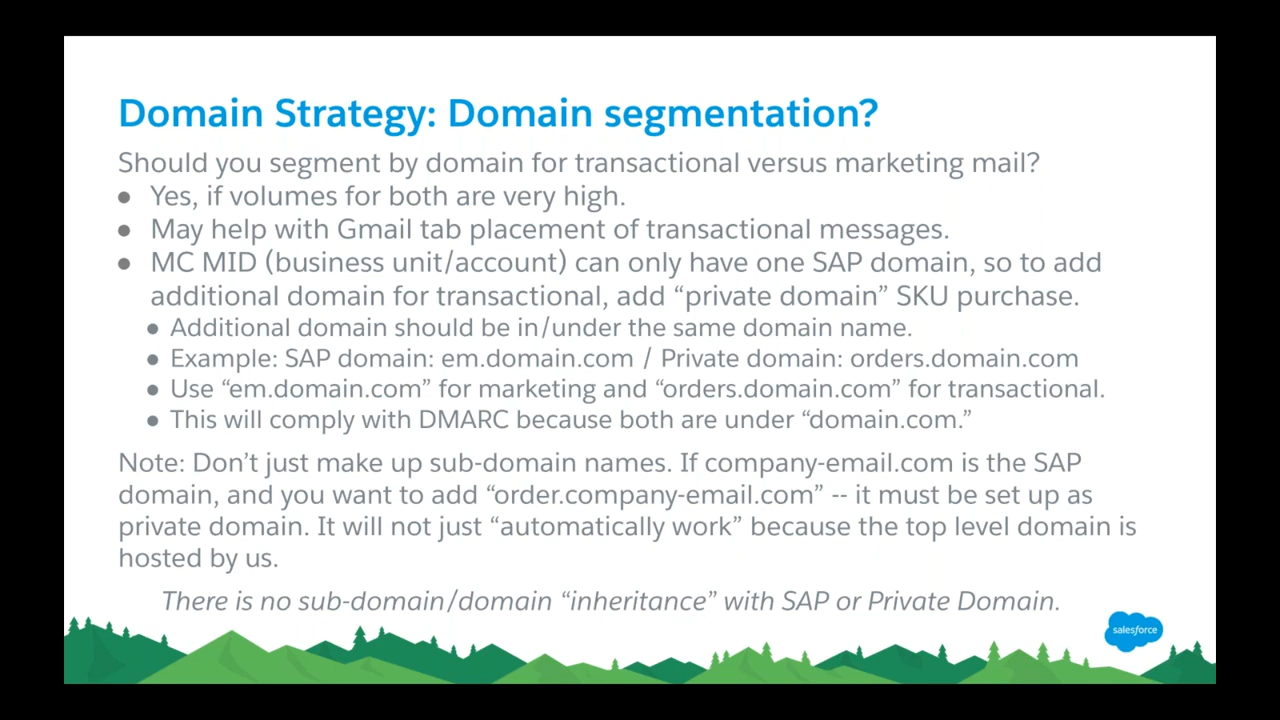 Domain Strategy: Domain segmentation?
Should you segment by domain for transactional versus marketing mail?
● Yes, if volumes for both are very high.
● May help with Gmail tab placement of transactional messages.
● MC MID (business unit/account) can only have one SAP domain, so to add
additional domain for transactional, add “private domain” SKU purchase.
● Additional domain should be in/under the same domain name.
● Example: SAP domain: em.domain.com / Private domain: orders.domain.com
● Use “em.domain.com” for marketing and “orders.domain.com” for transactional.
● This will comply with DMARC because both are under “domain.com.”
Note: Don’t just make up sub-domain names. If company-email.com is the SAP
domain, and you want to add “order.company-email.com” -- it must be set up as
private domain. It will not just “automatically work” because the top level domain is
hosted by us.
There is no sub-domain/domain “inheritance” with SAP or Private Domain.
salesforce